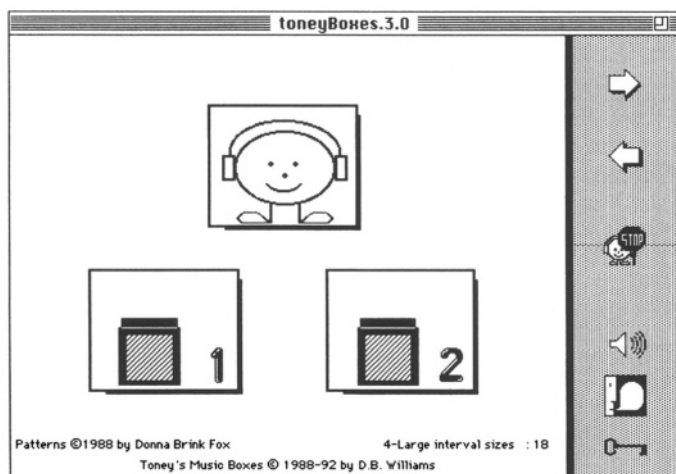 toneyBoxes.3.0
STOP
1
2
Patterns ©1988 by Donna Brink Fox
4-Large interval sizes : 18
Toney's Music Boxes © 1988-92 by D.B. Williams